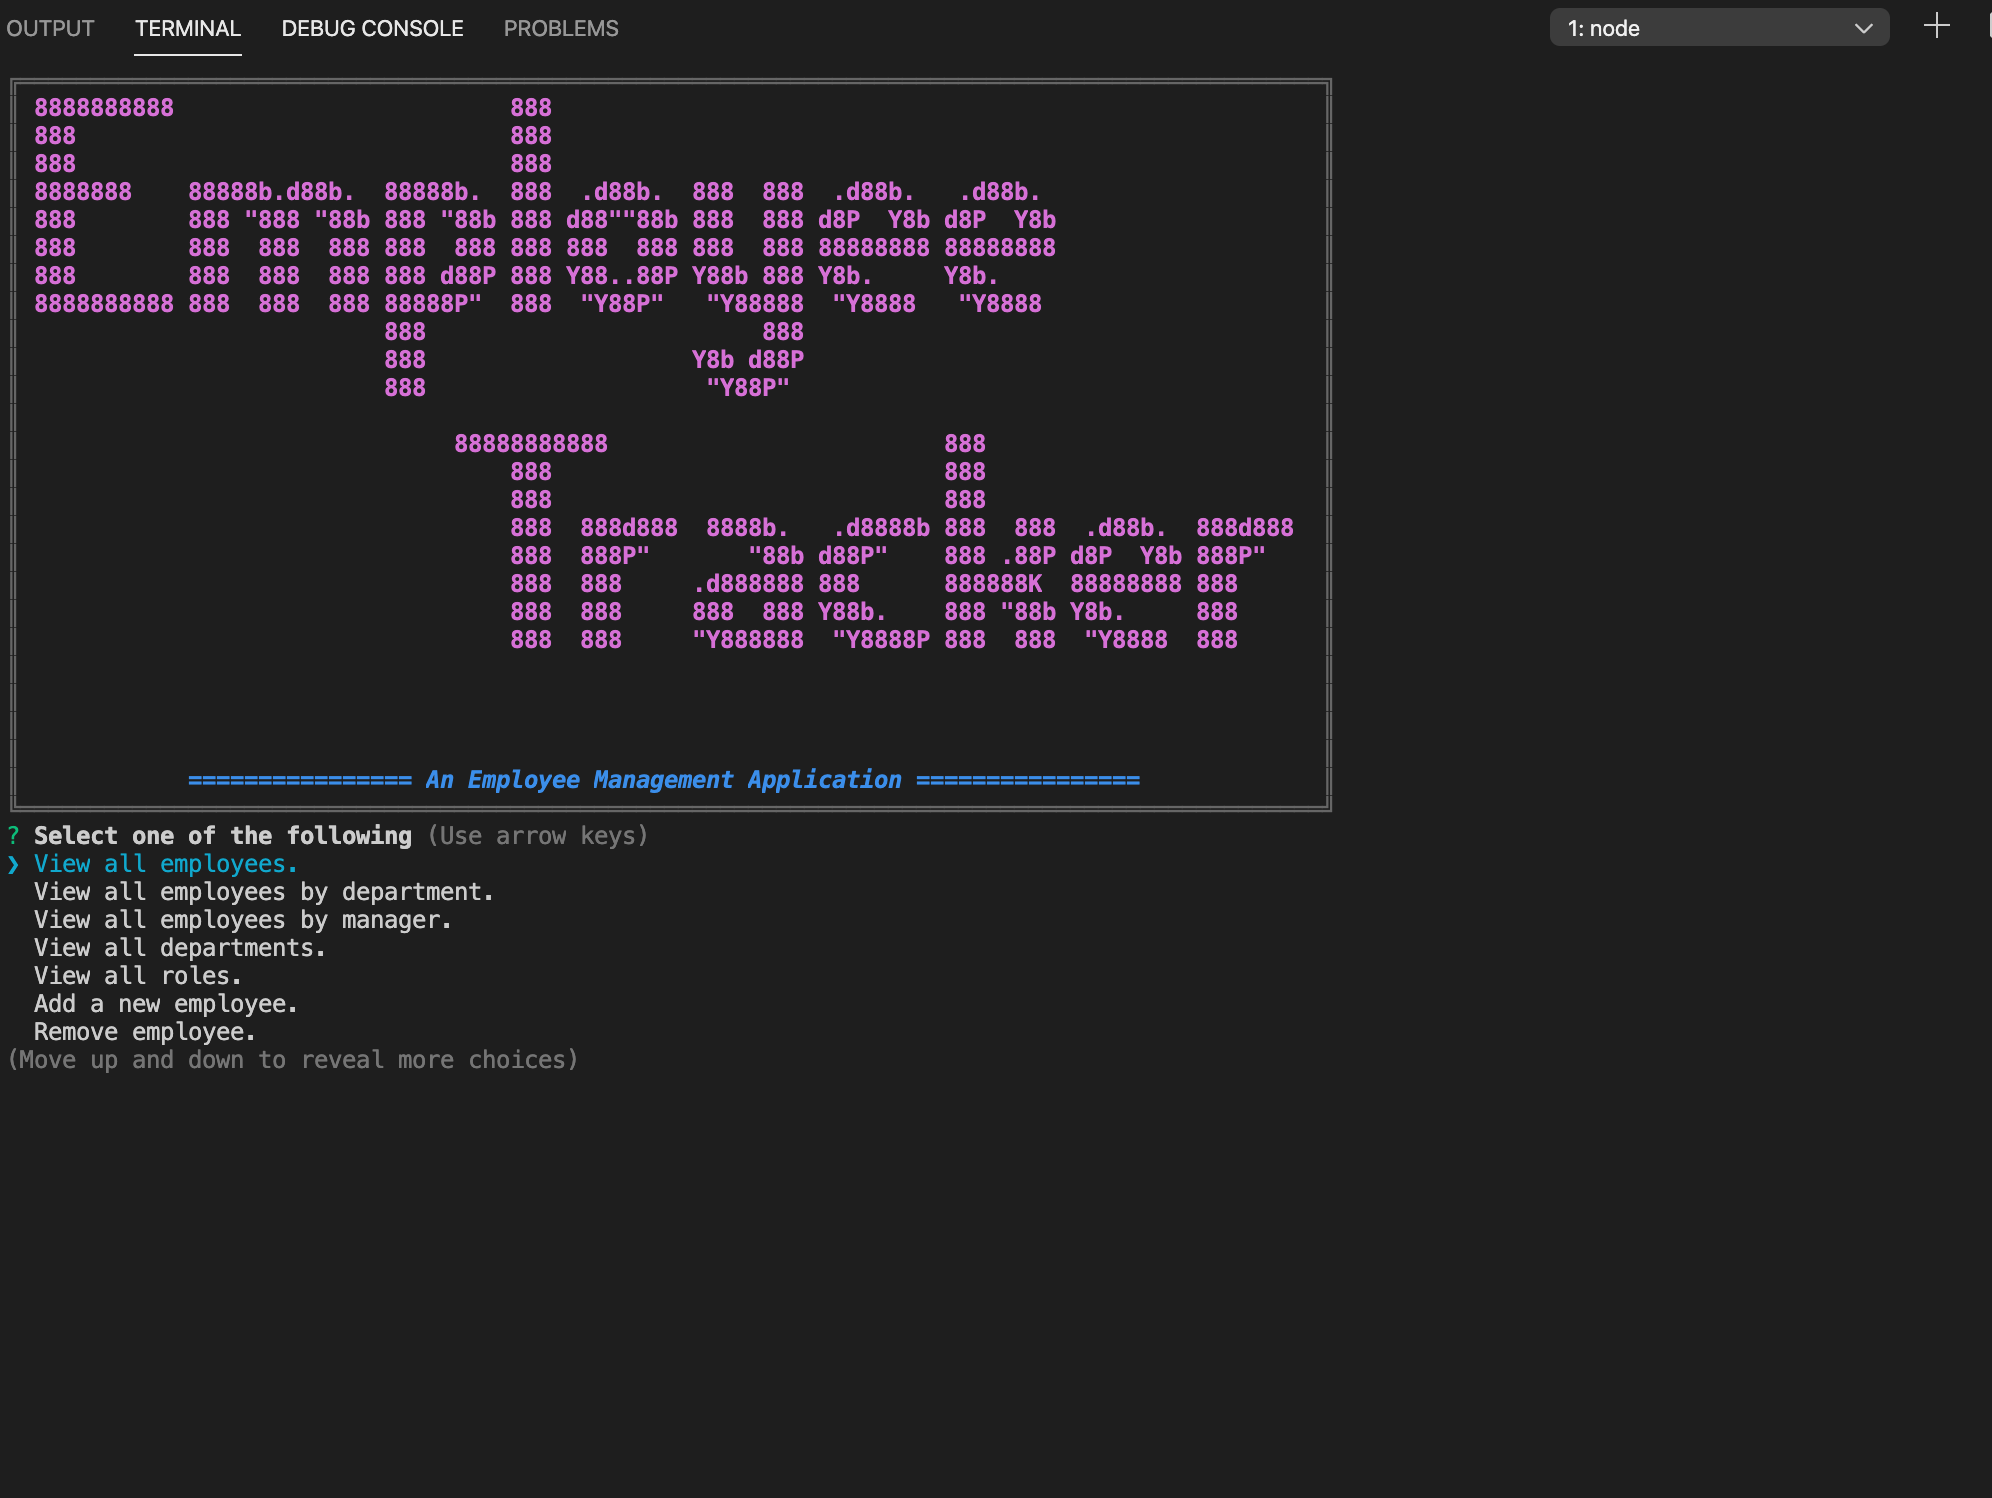 OUTPUT TERMINAL DEBUG CONSOLE PROBLEMS 1: node
8888888888                        888
888                               888
888                               888
8888888    88888b.d88b.  88888b.  888  .d88b.  888  888  .d88b.   .d88b.
888        888 "888 "88b 888 "88b 888 d88""88b 888  888 d8P  Y8b d8P  Y8b
888        888  888  888 888  888 888 888  888 888  888 88888888 88888888
888        888  888  888 888 d88P 888 Y88..88P Y88b 888 Y8b.     Y8b.
8888888888 888  888  888 88888P"  888  "Y88P"   "Y88888  "Y8888   "Y8888
                         888                        888
                         888                   Y8b d88P
                         888                    "Y88P"
                              88888888888                        888
                                  888                            888
                                  888                            888
                                  888  888d888  8888b.   .d8888b 888  888  .d88b.  888d888
                                  888  888P"       "88b d88P"    888 .88P d8P  Y8b 888P"
                                  888  888     .d888888 888      888888K  88888888 888
                                  888  888     888  888 Y88b.    888 "88b Y8b.     888
                                  888  888     "Y888888  "Y8888P 888  888  "Y8888  888
================ An Employee Management Application ================
? Select one of the following (Use arrow keys)
❯ View all employees.
View all employees by department.
View all employees by manager.
View all departments.
View all roles.
Add a new employee.
Remove employee.
(Move up and down to reveal more choices)